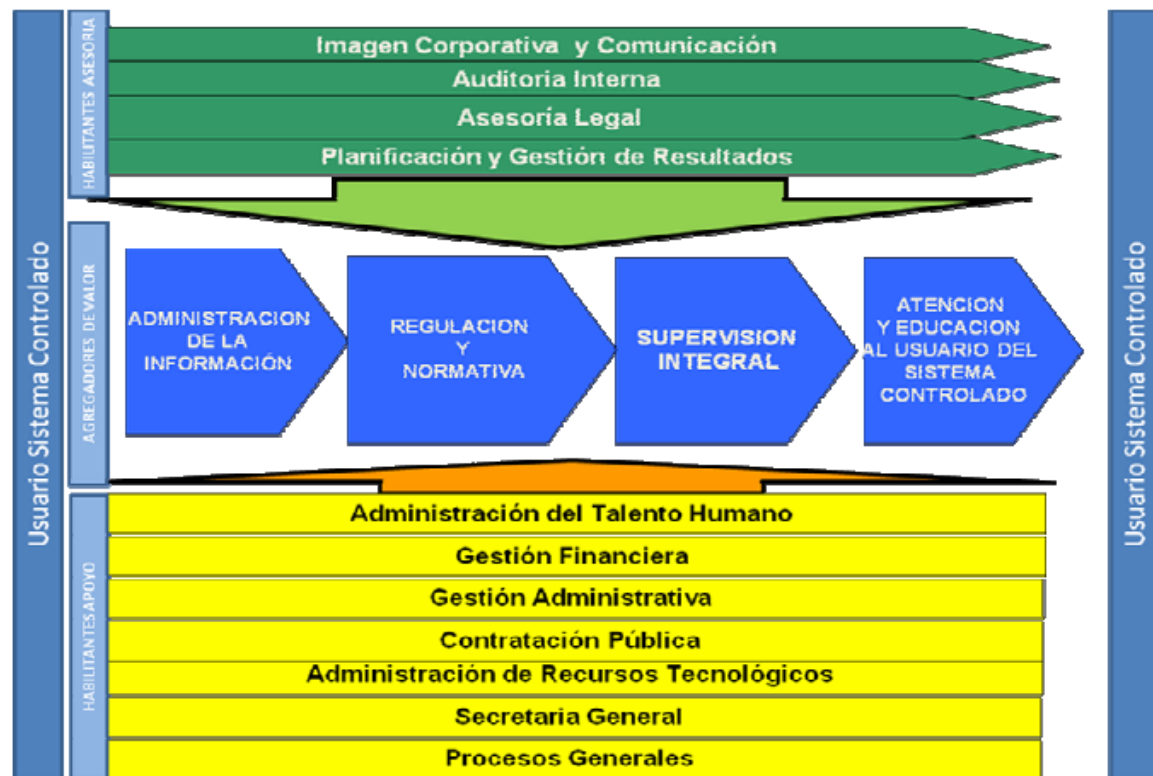 Usuario Sistema Controlado
HABILITANTES ASESORIA
Imagen Corporativa y Comunicación
Auditoria Interna
Asesoría Legal
Planificación y Gestión de Resultados
AGREGADORES DE VALOR
ADMINISTRACION
DE LA
INFORMACIÓN
REGULACION
Y
NORMATIVA
SUPERVISION
INTEGRAL
ATENCION
Y EDUCACION
AL USUARIO DEL
SISTEMA
CONTROLADO
HABILITANTES APOYO
Administración del Talento Humano
Gestión Financiera
Gestión Administrativa
Contratación Pública
Administración de Recursos Tecnológicos
Secretaria General
Procesos Generales
Usuario Sistema Controlado